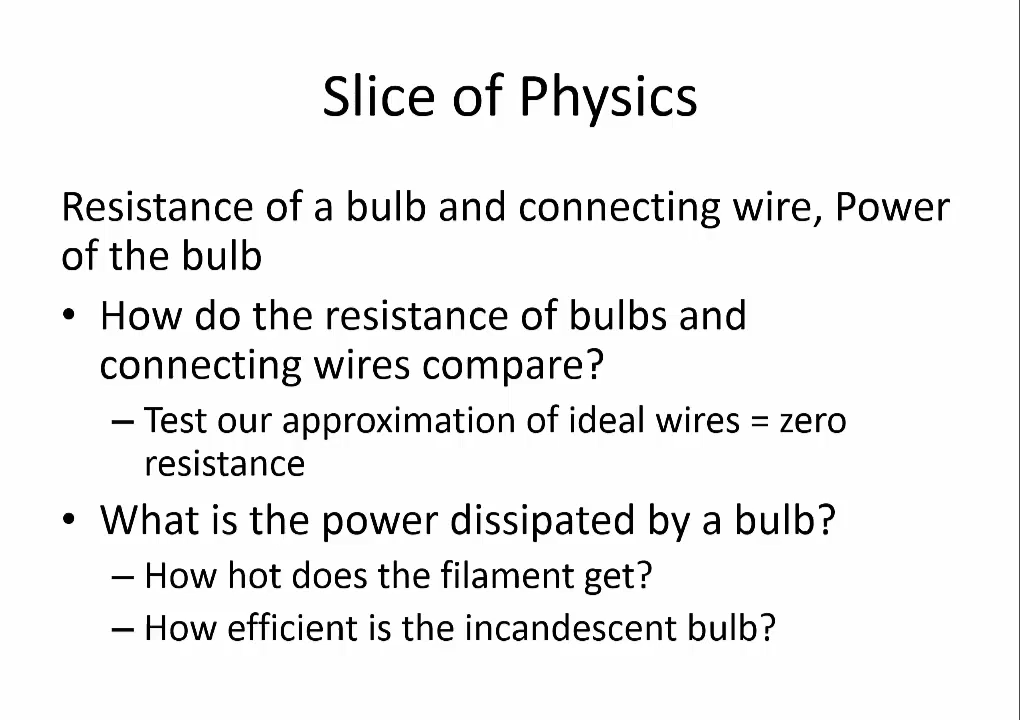 Slice of Physics
Resistance of a bulb and connecting wire, Power
of the bulb
• How do the resistance of bulbs and
connecting wires compare?
– Test our approximation of ideal wires = zero
resistance
• What is the power dissipated by a bulb?
– How hot does the filament get?
– How efficient is the incandescent bulb?